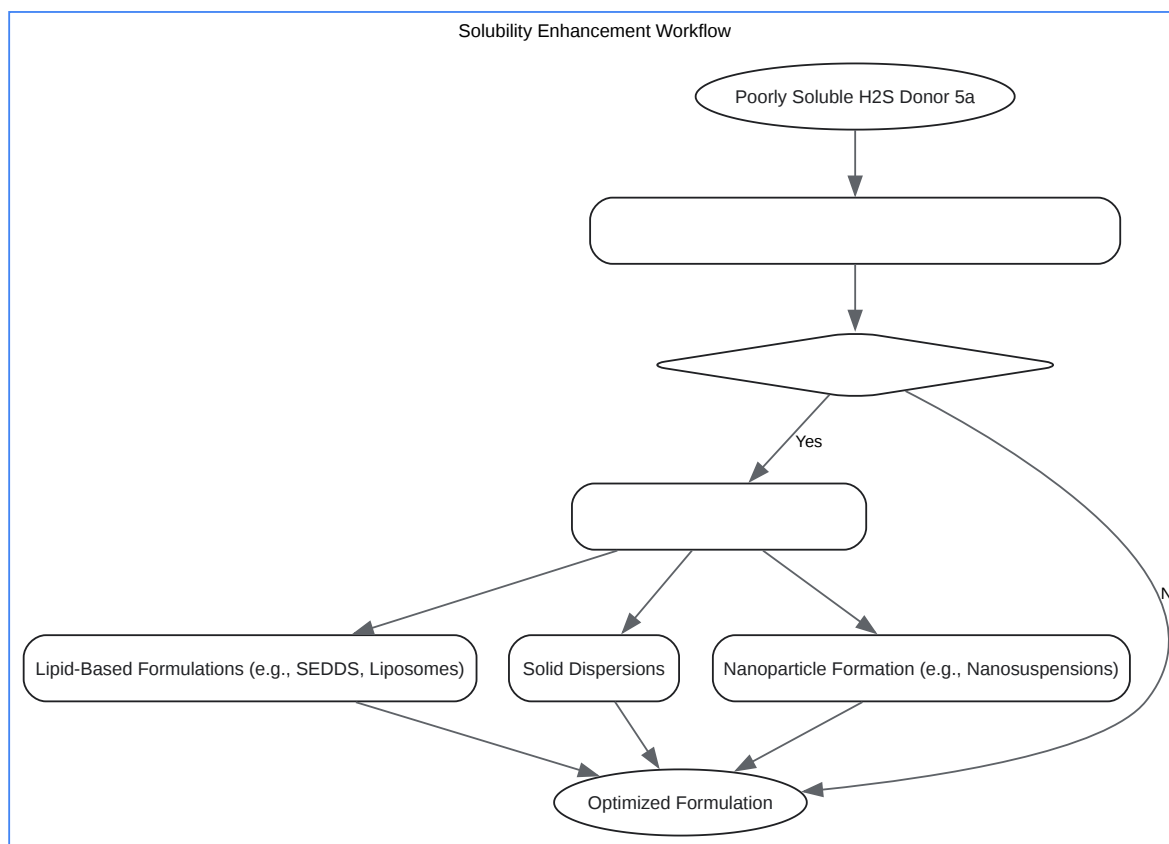 Solubility Enhancement Workflow
Poorly Soluble H2S Donor 5a
Yes
N
Lipid-Based Formulations (e.g., SEDDS, Liposomes)
Solid Dispersions
Nanoparticle Formation (e.g., Nanosuspensions)
Optimized Formulation